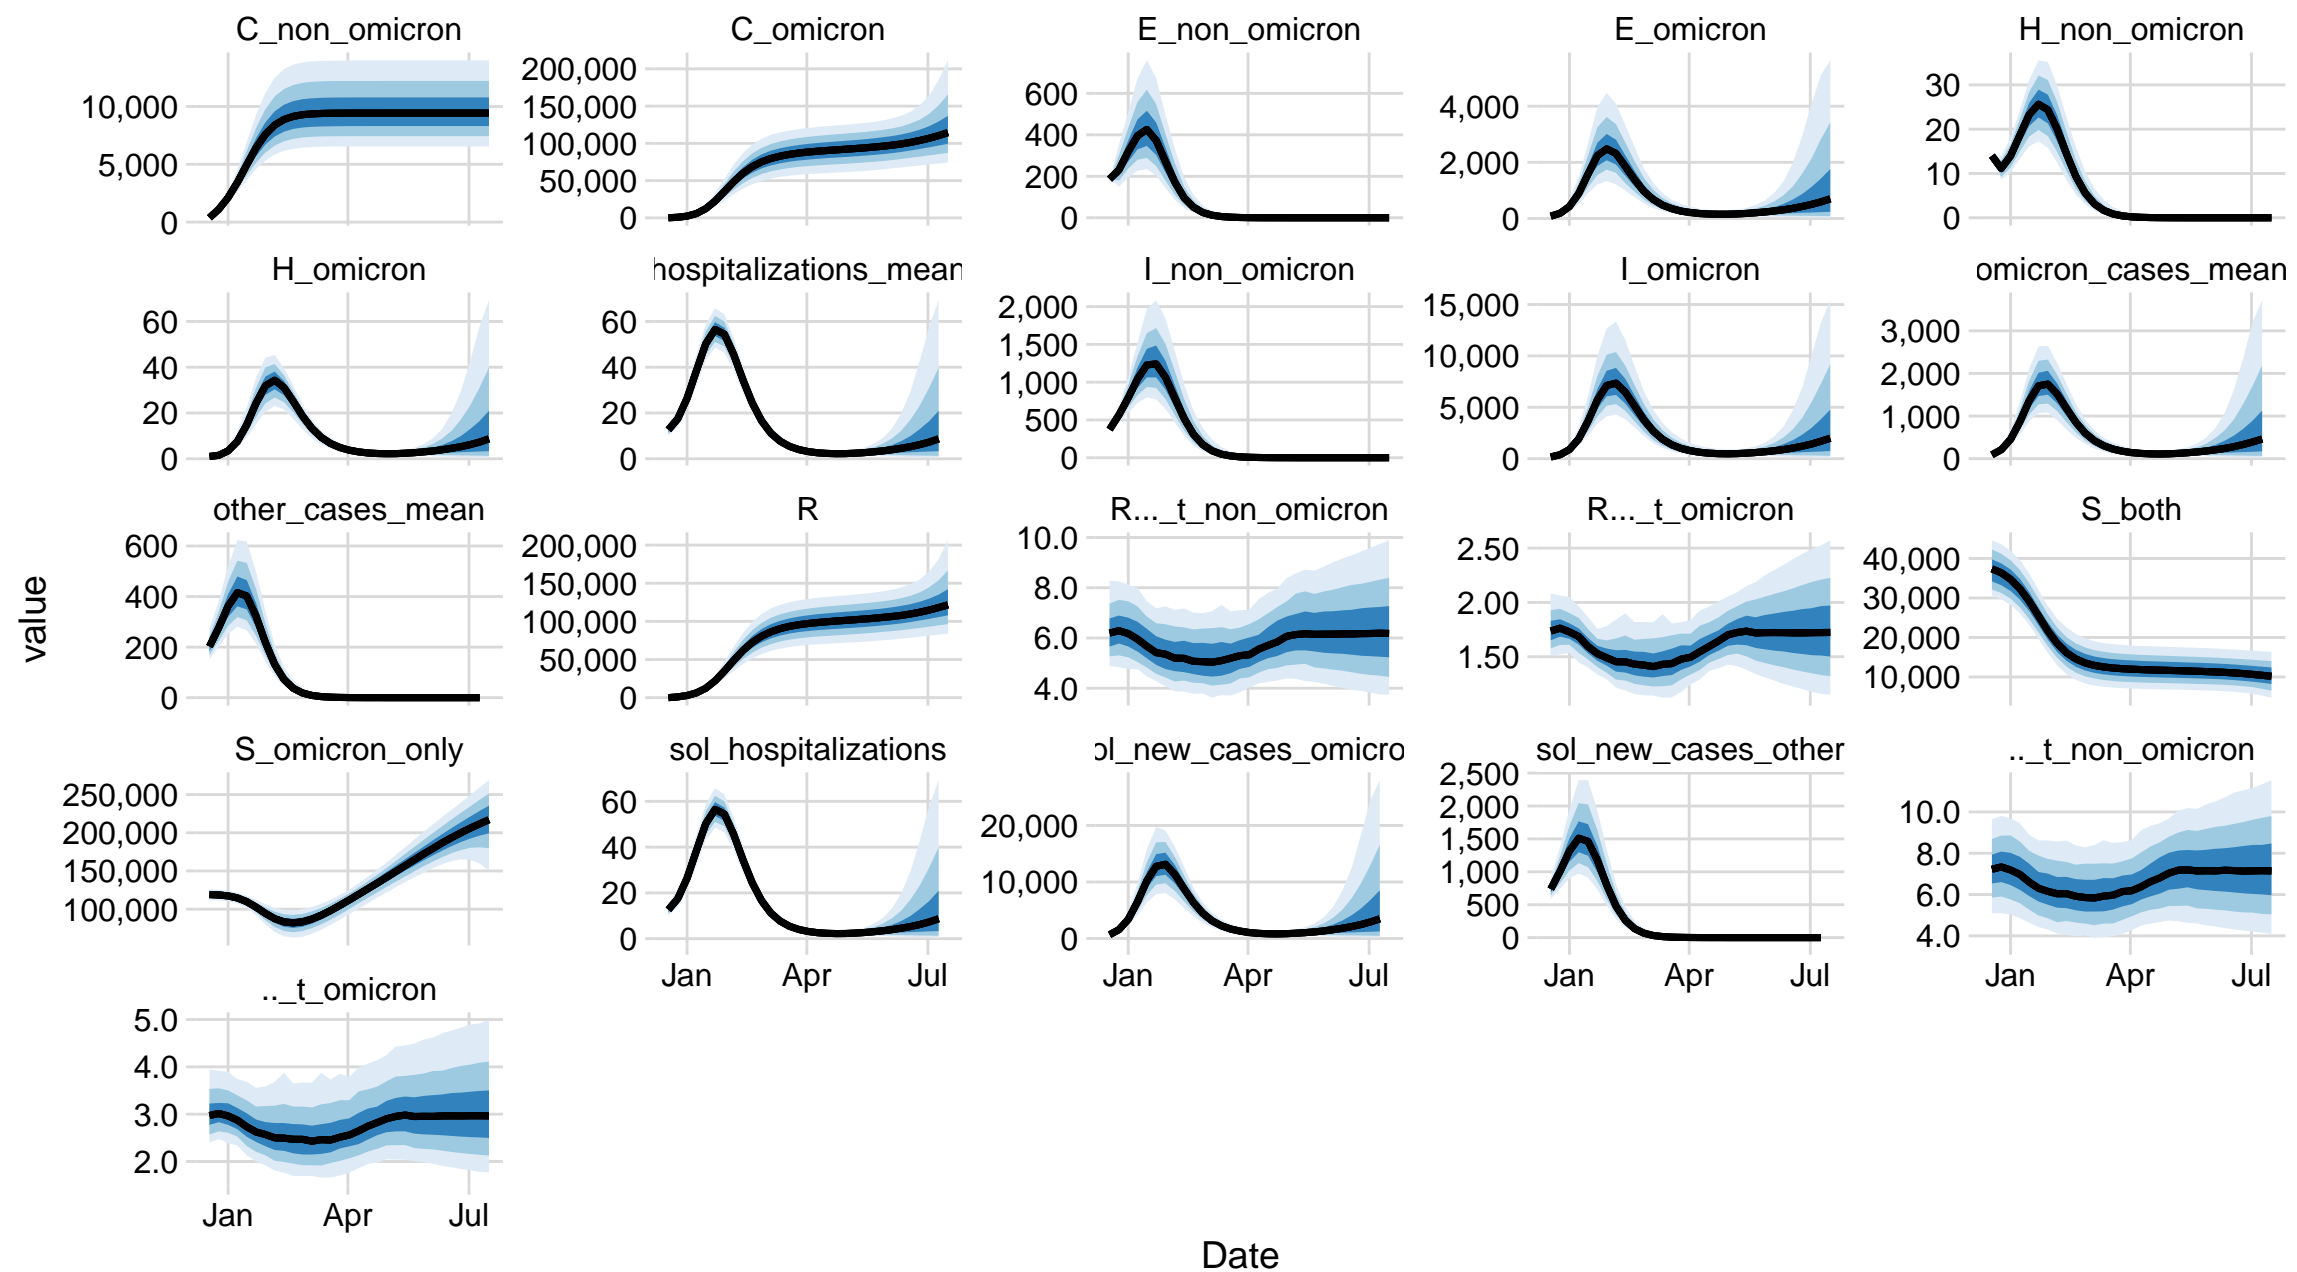 C_non_omicron C_omicron E_non_omicron E_omicron H_non_omicron
10,000 5,000 0
200,000 150,000 100,000 50,000 0
600 400 200 0
4,000 2,000 0
30 20 10 0
H_omicron hospitalizations_mean I_non_omicron I_omicron omicron_cases_mean
60 40 20 0
60 40 20 0
2,000 1,500 1,000 500 0
15,000 10,000 5,000 0
3,000 2,000 1,000 0
other_cases_mean R R..._t_non_omicron R..._t_omicron S_both
600 400 200 0
200,000 150,000 100,000 50,000 0
10.0 8.0 6.0 4.0
2.50 2.00 1.50
40,000 30,000 20,000 10,000
value
S_omicron_only sol_hospitalizations ol_new_cases_omicro sol_new_cases_other .._t_non_omicron
250,000 200,000 150,000 100,000
60 40 20 0
20,000 10,000 0
2,500 2,000 1,500 1,000 500 0
10.0 8.0 6.0 4.0
Jan Apr Jul Jan Apr Jul Jan Apr Jul Jan Apr Jul
.._t_omicron
5.0 4.0 3.0 2.0
Jan Apr Jul
Date